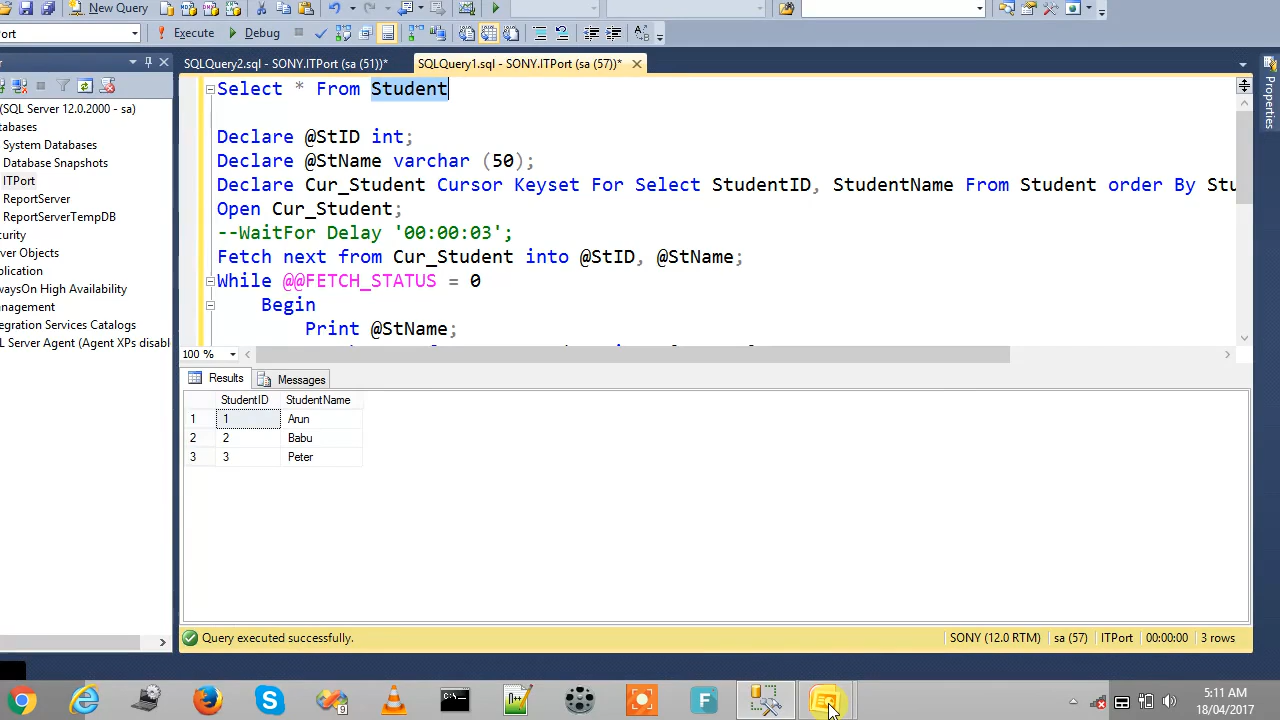 New Query
ort
Execute
Debug
r
SQLQuery2.sql - SONY.ITPort (sa (51))*
SQLQuery1.sql - SONY.ITPort (sa (57))*
Properties
(SQL Server 12.0.2000 - sa)
tabases
System Databases
Database Snapshots
ITPort
ReportServer
ReportServerTempDB
curity
rver Objects
plication
waysOn High Availability
anagement
egration Services Catalogs
L Server Agent (Agent XPs disabl
Select * From Student
Declare @StID int;
Declare @StName varchar (50);
Declare Cur_Student Cursor Keyset For Select StudentID, StudentName From Student order By Stu
Open Cur_Student;
--WaitFor Delay '00:00:03';
Fetch next from Cur_Student into @StID, @StName;
While @@FETCH_STATUS = 0
Begin
Print @StName;
100 %
Results
Messages
StudentID StudentName
1 1 Arun
2 2 Babu
3 3 Peter
Query executed successfully.
SONY (12.0 RTM)
sa (57)
ITPort
00:00:00
3 rows
5:11 AM
18/04/2017